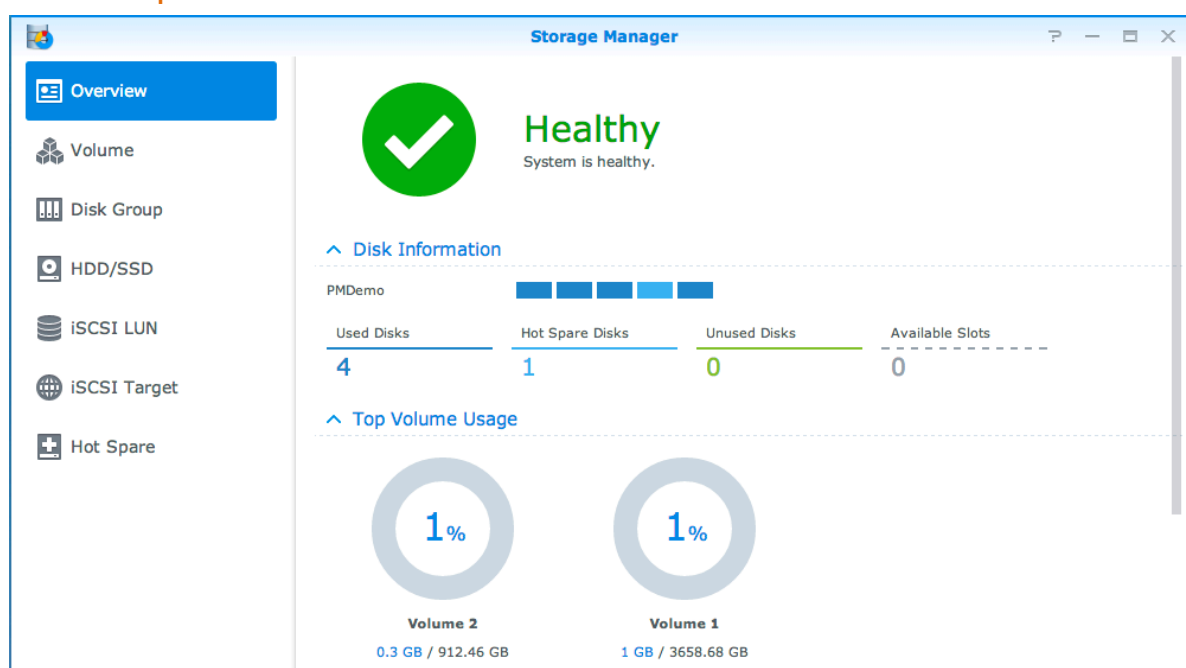 Storage Manager
Overview
Volume
Disk Group
HDD/SSD
iSCSI LUN
iSCSI Target
Hot Spare
Healthy
System is healthy.
Disk Information
PMDemo
Used Disks Hot Spare Disks Unused Disks Available Slots
4 1 0 0
Top Volume Usage
1% 1%
Volume 2 Volume 1
0.3 GB / 912.46 GB 1 GB / 3658.68 GB